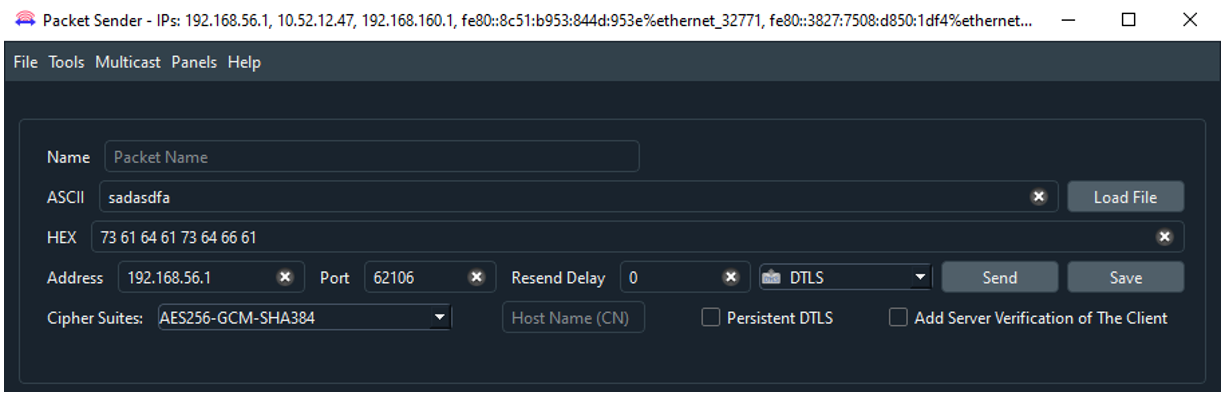 Packet Sender - IPs: 192.168.56.1, 10.52.12.47, 192.168.160.1, fe80::8c51:b953:844d:953e%ethernet_32771, fe80::3827:7508:d850:1df4%ethernet...
File Tools Multicast Panels Help
Name Packet Name
ASCII sadasdfa Load File
HEX 73 61 64 61 73 64 66 61
Address 192.168.56.1 Port 62106 Resend Delay 0 DTLS Send Save
Cipher Suites: AES256-GCM-SHA384 Host Name (CN) Persistent DTLS Add Server Verification of The Client